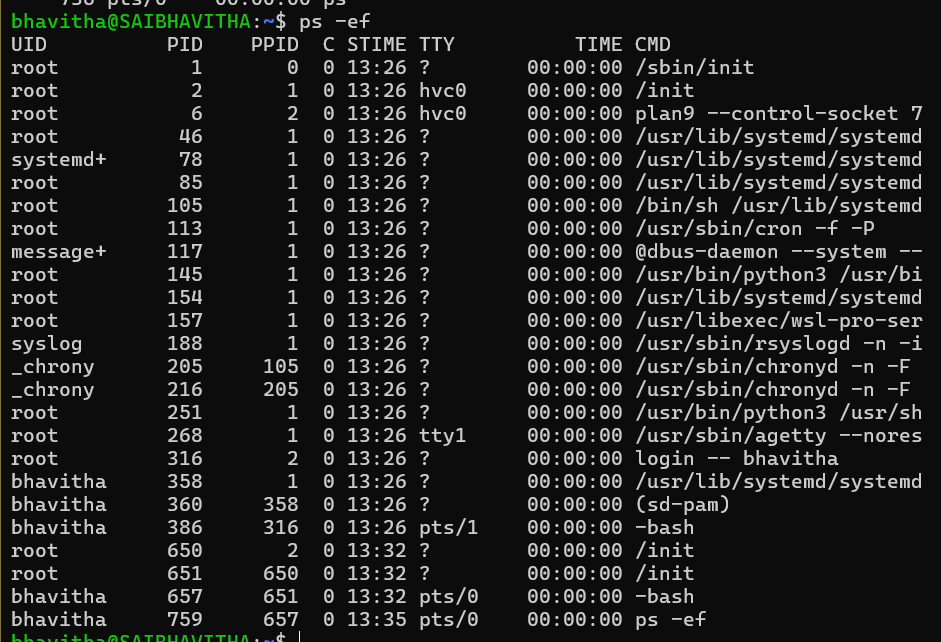 bhavitha@SAIBHAVITHA:~$ ps -ef
UID          PID    PPID  C STIME TTY          TIME CMD
root           1       0  0 13:26 ?        00:00:00 /sbin/init
root           2       1  0 13:26 hvc0     00:00:00 /init
root           6       2  0 13:26 hvc0     00:00:00 plan9 --control-socket 7
root          46       1  0 13:26 ?        00:00:00 /usr/lib/systemd/systemd
systemd+      78       1  0 13:26 ?        00:00:00 /usr/lib/systemd/systemd
root          85       1  0 13:26 ?        00:00:00 /usr/lib/systemd/systemd
root         105       1  0 13:26 ?        00:00:00 /bin/sh /usr/lib/systemd
root         113       1  0 13:26 ?        00:00:00 /usr/sbin/cron -f -P
message+     117       1  0 13:26 ?        00:00:00 @dbus-daemon --system --
root         145       1  0 13:26 ?        00:00:00 /usr/bin/python3 /usr/bi
root         154       1  0 13:26 ?        00:00:00 /usr/lib/systemd/systemd
root         157       1  0 13:26 ?        00:00:00 /usr/libexec/wsl-pro-ser
syslog       188       1  0 13:26 ?        00:00:00 /usr/sbin/rsyslogd -n -i
_chrony      205     105  0 13:26 ?        00:00:00 /usr/sbin/chronyd -n -F
_chrony      216     205  0 13:26 ?        00:00:00 /usr/sbin/chronyd -n -F
root         251       1  0 13:26 ?        00:00:00 /usr/bin/python3 /usr/sh
root         268       1  0 13:26 tty1     00:00:00 /usr/sbin/agetty --nores
root         316       2  0 13:26 ?        00:00:00 login -- bhavitha
bhavitha     358       1  0 13:26 ?        00:00:00 /usr/lib/systemd/systemd
bhavitha     360     358  0 13:26 ?        00:00:00 (sd-pam)
bhavitha     386     316  0 13:26 pts/1    00:00:00 -bash
root         650       2  0 13:32 ?        00:00:00 /init
root         651     650  0 13:32 ?        00:00:00 /init
bhavitha     657     651  0 13:32 pts/0    00:00:00 -bash
bhavitha     759     657  0 13:35 pts/0    00:00:00 ps -ef
bhavitha@SAIBHAVITHA:~$